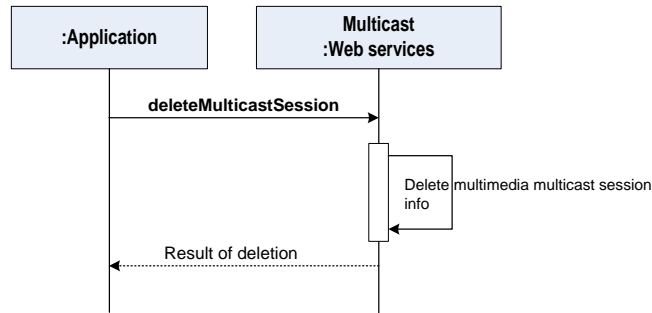 :Application
Multicast
:Web services
deleteMulticastSession
Delete multimedia multicast session
info
Result of deletion